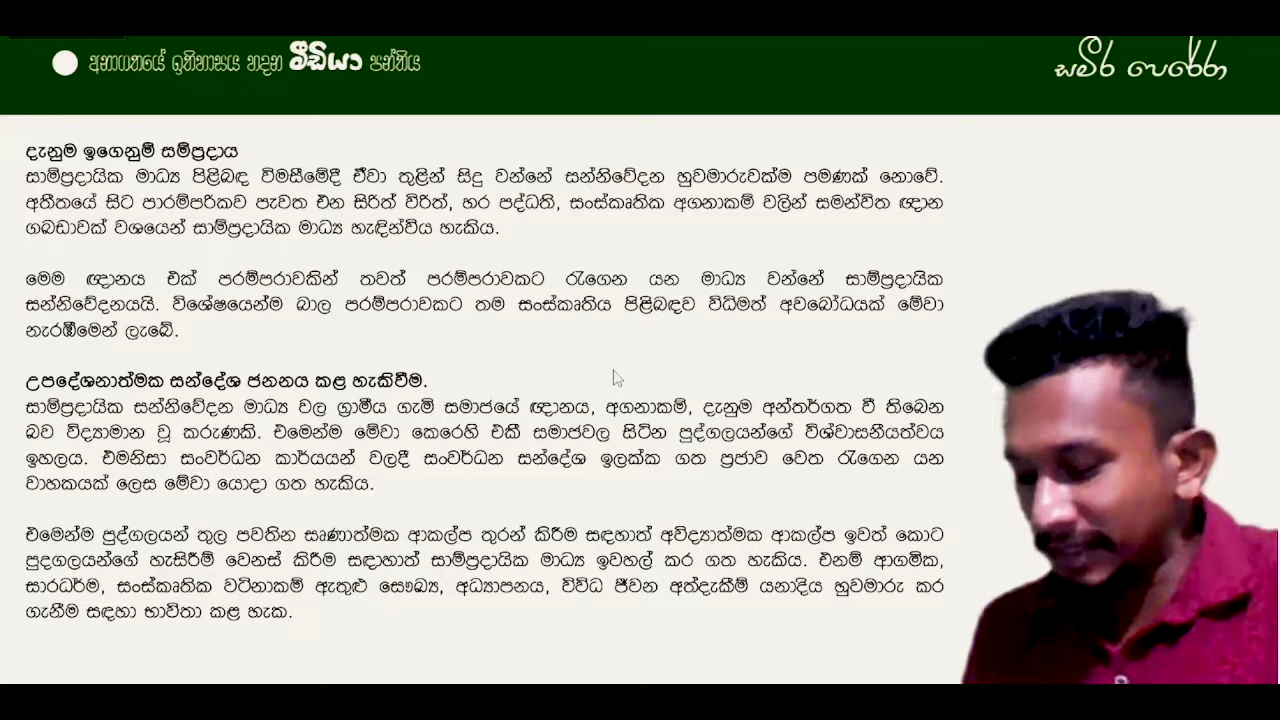 අනාගතයේ ඉතිහාසය හදන මීඩියා පන්තිය
සමීර පෙරේරා
දැනුම ඉගෙනුම් සම්ප්‍රදාය
සාම්ප්‍රදායික මාධ්‍ය පිළිබඳ විමසීමේදී ඒවා තුළින් සිදු වන්නේ සන්නිවේදන හුවමාරුවක්ම පමණක් නොවේ.
අතීතයේ සිට පාරම්පරිකව පැවත එන සිරිත් විරිත්, හර පද්ධති, සංස්කෘතික අගනාකම් වලින් සමන්විත ඥාන
ගබඩාවක් වශයෙන් සාම්ප්‍රදායික මාධ්‍ය හැඳින්විය හැකිය.
මෙම ඥානය එක් පරම්පරාවකින් තවත් පරම්පරාවකට රැගෙන යන මාධ්‍ය වන්නේ සාම්ප්‍රදායික
සන්නිවේදනයයි. විශේෂයෙන්ම බාල පරම්පරාවකට තම සංස්කෘතිය පිළිබඳව විධිමත් අවබෝධයක් මේවා
නැරඹීමෙන් ලැබේ.
උපදේශනාත්මක සන්දේශ ජනනය කළ හැකිවීම.
සාම්ප්‍රදායික සන්නිවේදන මාධ්‍ය වල ග්‍රාමීය ගැමි සමාජයේ ඥානය, අගනාකම්, දැනුම අන්තර්ගත වී තිබෙන
බව විද්‍යාමාන වූ කරුණකි. එමෙන්ම මේවා කෙරෙහි එකී සමාජවල සිටින පුද්ගලයන්ගේ විශ්වාසනීයත්වය
ඉහලය. එමනිසා සංවර්ධන කාර්යයන් වලදී සංවර්ධන සන්දේශ ඉලක්ක ගත ප්‍රජාව වෙත රැගෙන යන
වාහකයක් ලෙස මේවා යොදා ගත හැකිය.
එමෙන්ම පුද්ගලයන් තුල පවතින සෘණාත්මක ආකල්ප තුරන් කිරීම සඳහාත් අවිද්‍යාත්මක ආකල්ප ඉවත් කොට
පුදගලයන්ගේ හැසිරීම් වෙනස් කිරීම සඳාහාත් සාම්ප්‍රදායික මාධ්‍ය ඉවහල් කර ගත හැකිය. එනම් ආගමික,
සාරධර්ම, සංස්කෘතික වටිනාකම් ඇතුළු සෞඛ්‍ය, අධ්‍යාපනය, විවිධ ජීවන අත්දැකීම් යනාදිය හුවමාරු කර
ගැනීම සඳහා භාවිතා කළ හැක.